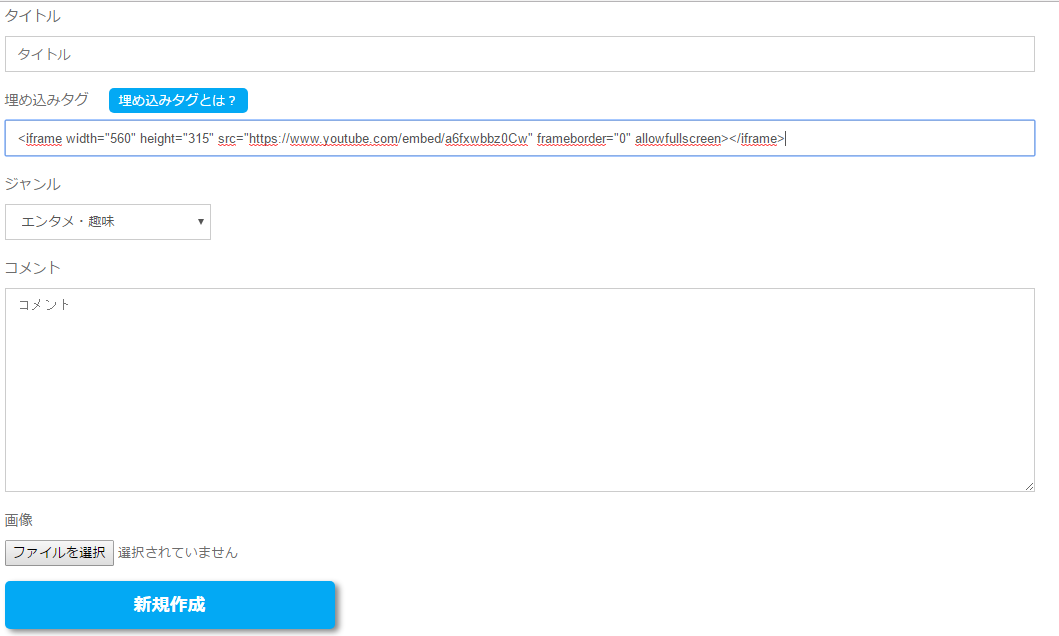 タイトル
タイトル
埋め込みタグ 埋め込みタグとは？
<iframe width="560" height="315" src="https://www.youtube.com/embed/a6fxwbbz0Cw" frameborder="0" allowfullscreen></iframe>
ジャンル
エンタメ・趣味
コメント
コメント
画像
ファイルを選択 選択されていません
新規作成